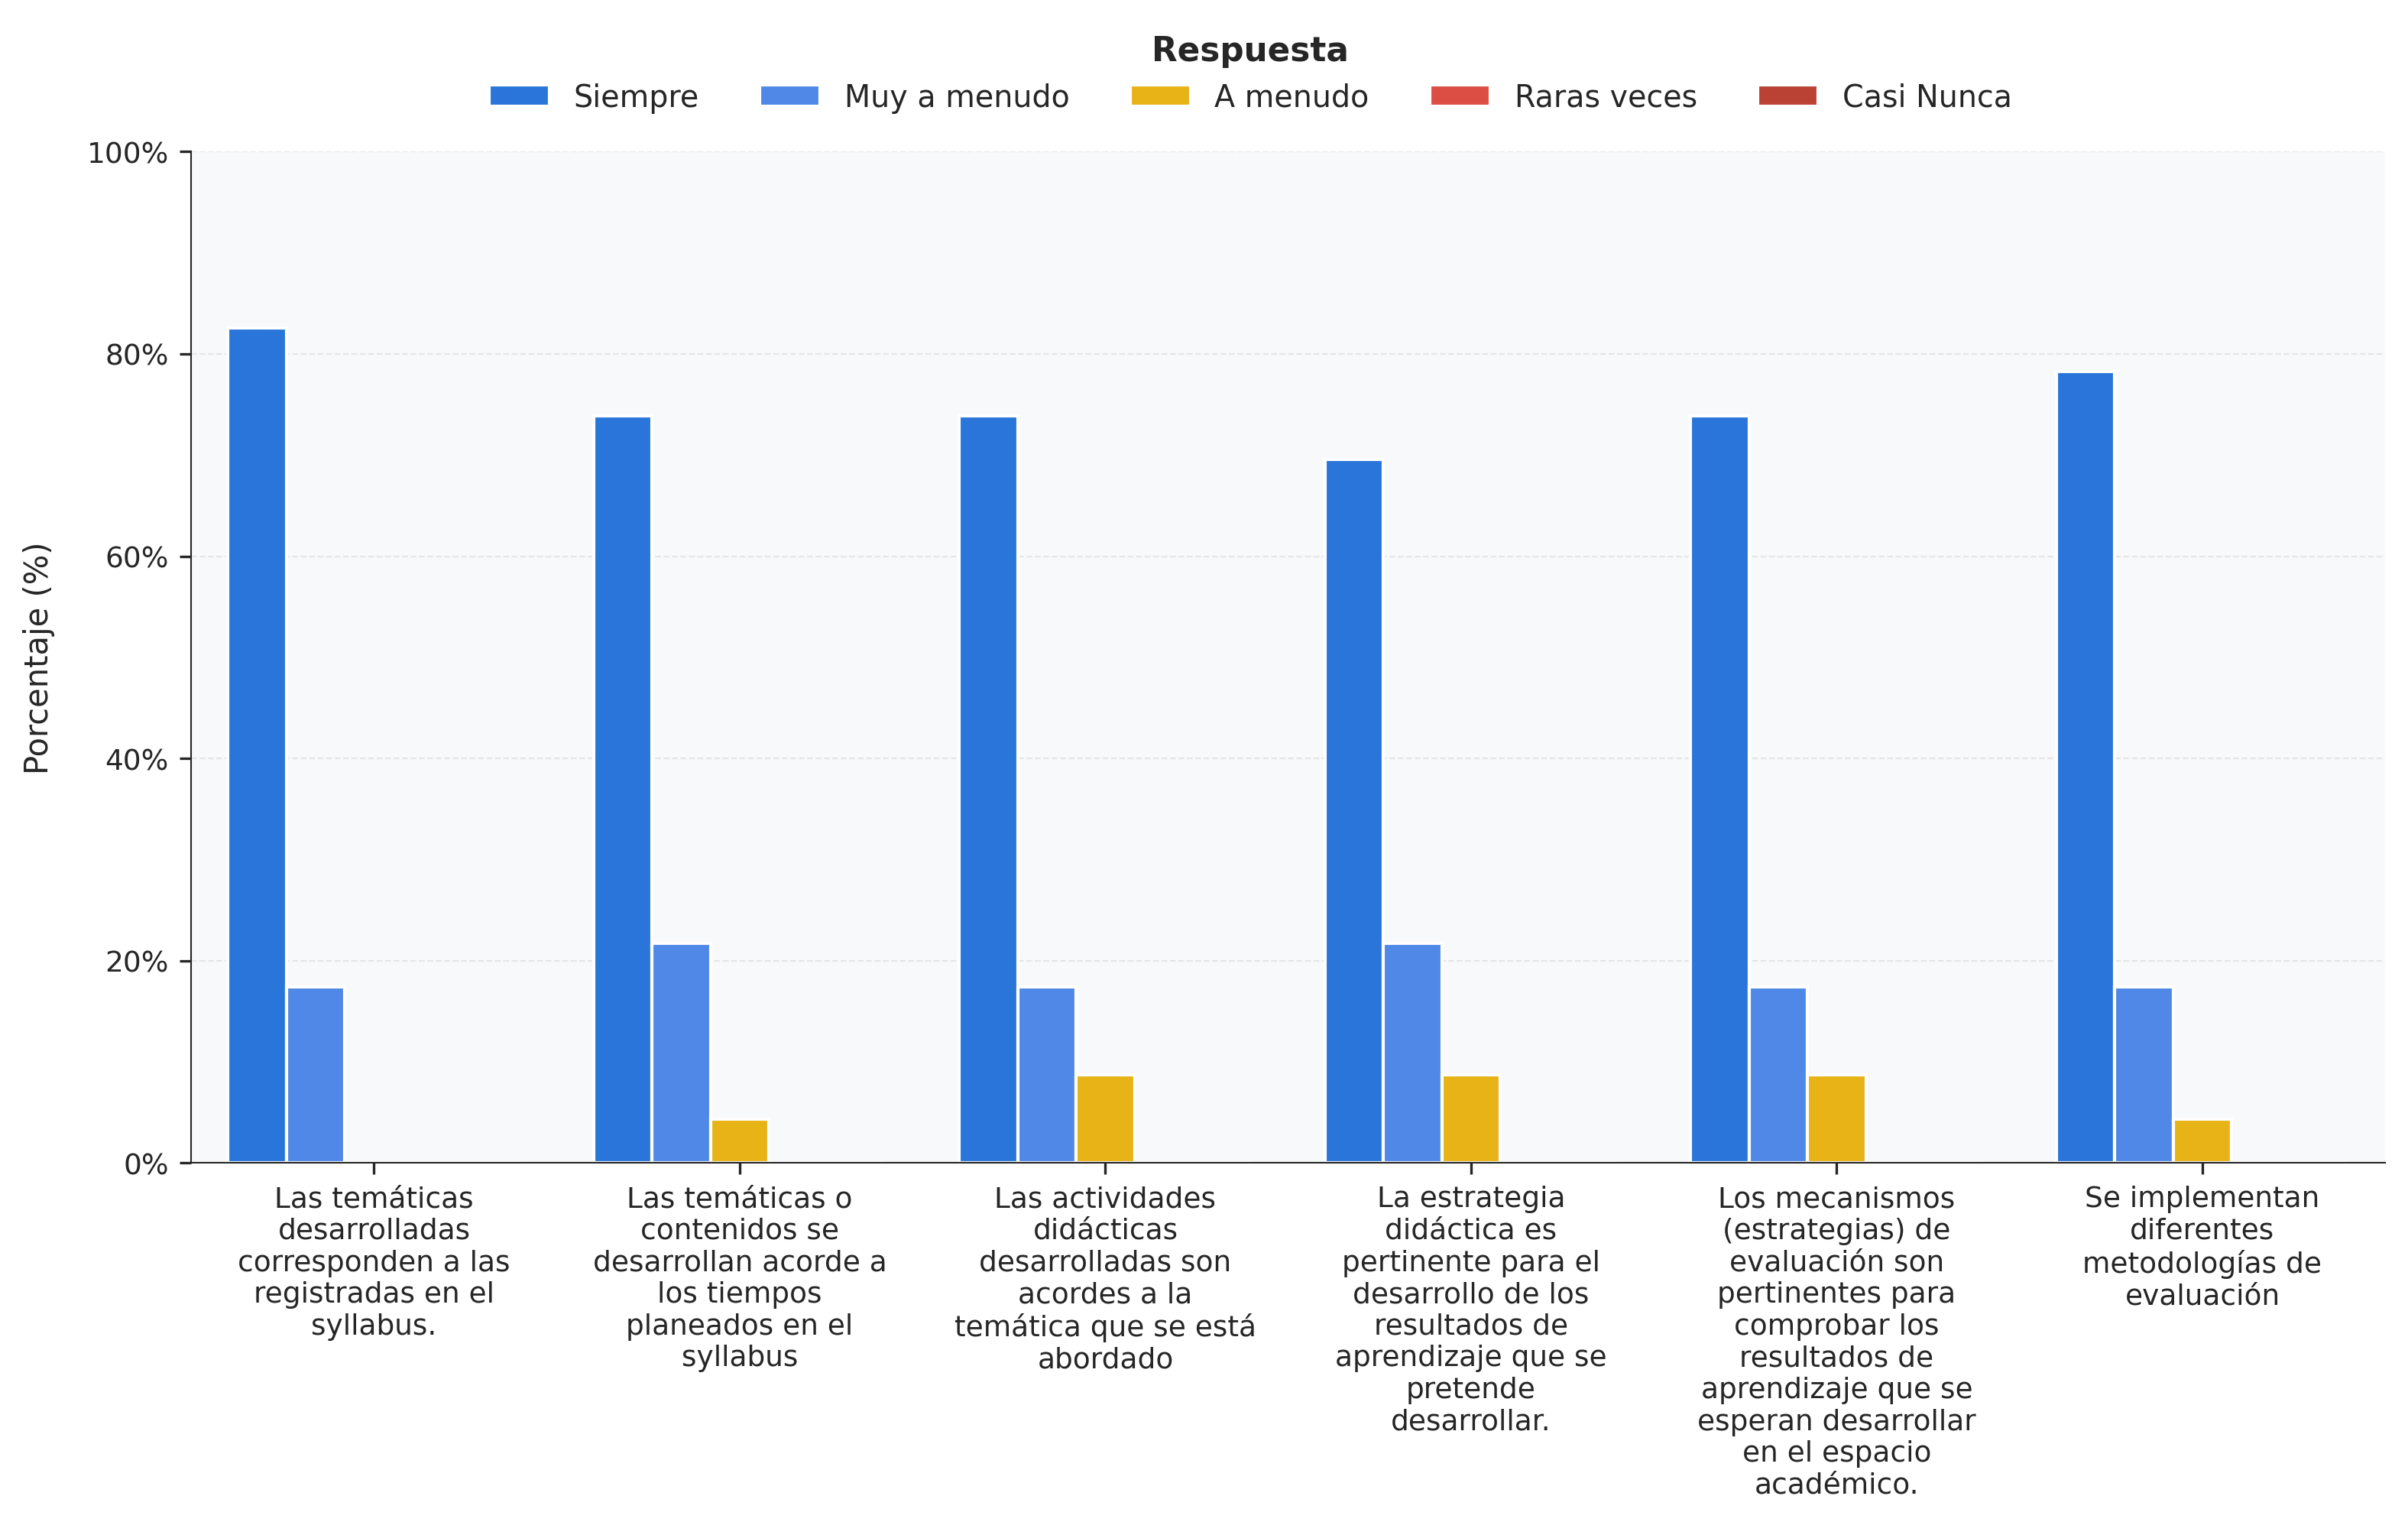 Respuesta
Siempre
Muy a menudo
A menudo
Raras veces
Casi Nunca
Porcentaje (%)
100%
80%
60%
40%
20%
0%
Las temáticas
desarrolladas
corresponden a las
registradas en el
syllabus.
Las temáticas o
contenidos se
desarrollan acorde a
los tiempos
planeados en el
syllabus
Las actividades
didácticas
desarrolladas son
acordes a la
temática que se está
abordado
La estrategia
didáctica es
pertinente para el
desarrollo de los
resultados de
aprendizaje que se
pretende
desarrollar.
Los mecanismos
(estrategias) de
evaluación son
pertinentes para
comprobar los
resultados de
aprendizaje que se
esperan desarrollar
en el espacio
académico.
Se implementan
diferentes
metodologías de
evaluación